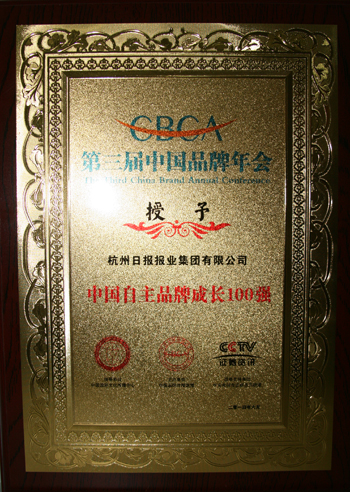 CBCA
第三届中国品牌年会
The Third China Brand Annual Conference
授 予
杭州日报报业集团有限公司
中国自主品牌成长100强
CCTV